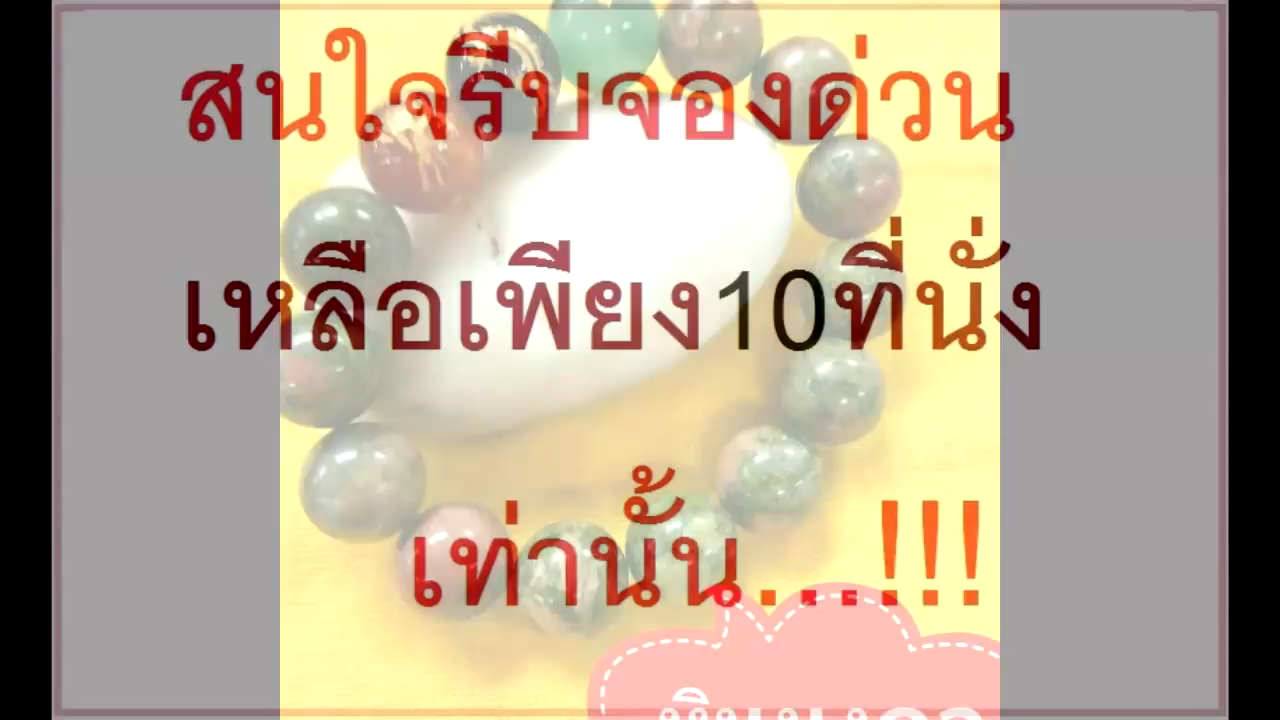 สนใจรีบจองด่วน
เหลือเพียง10ที่นั่ง
เท่านั้น....!!!